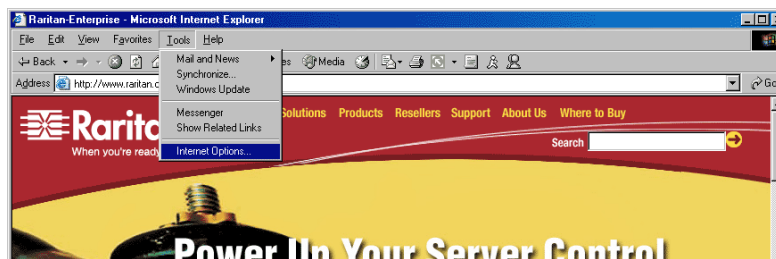 Raritan-Enterprise - Microsoft Internet Explorer
File Edit View Favorites Tools Help
Back Media
Address http://www.raritan.c Go
Mail and News
Synchronize...
Windows Update
Messenger
Show Related Links
Internet Options...
Solutions Products Resellers Support About Us Where to Buy
Search
When you're ready
Power Up Your Server Control